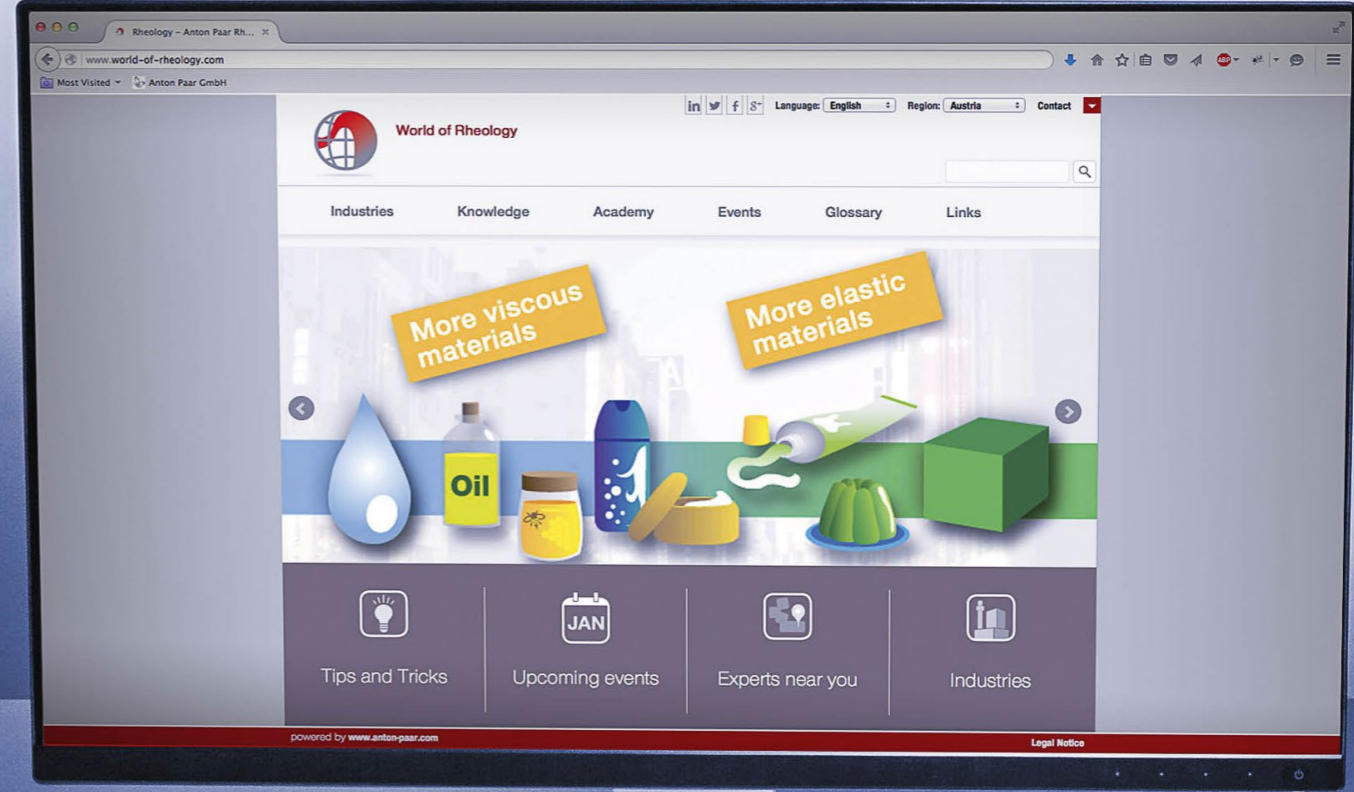 Rheology – Anton Paar Rh...
www.world-of-rheology.com
ABP
Most Visited
Anton Paar GmbH
in f g+ Language: English Region: Austria Contact
World of Rheology
Industries Knowledge Academy Events Glossary Links
More viscous
materials
More elastic
materials
Oil
JAN
Tips and Tricks Upcoming events Experts near you Industries
powered by www.anton-paar.com
Legal Notice